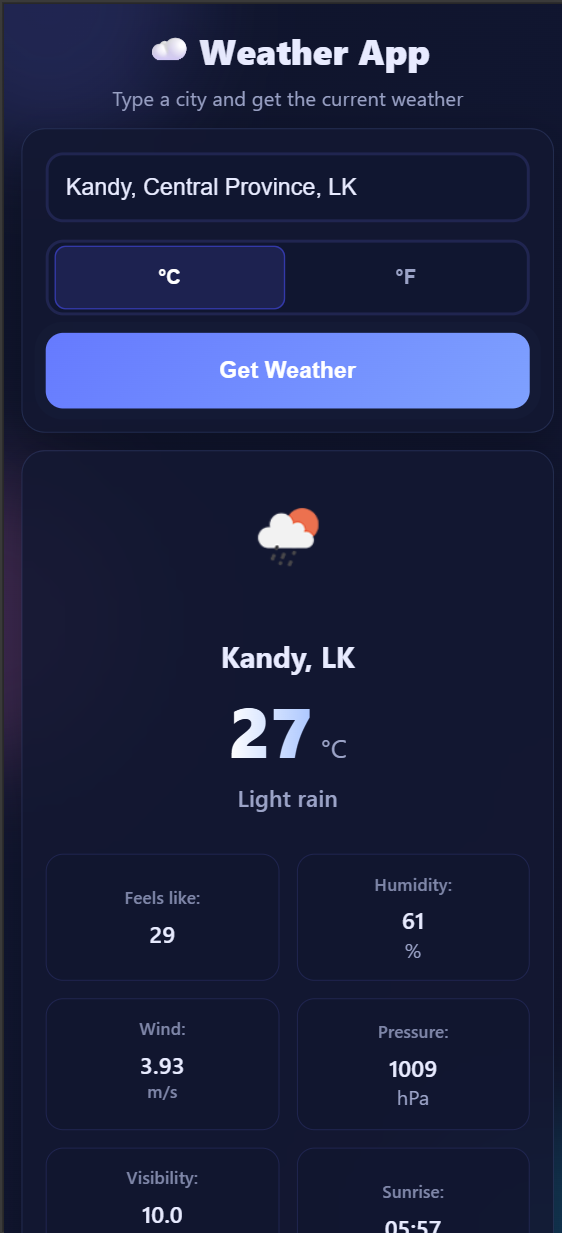 Weather App
Type a city and get the current weather
Kandy, Central Province, LK
°C
°F
Get Weather
Kandy, LK
27 °C
Light rain
Feels like:
29
Humidity:
61
%
Wind:
3.93
m/s
Pressure:
1009
hPa
Visibility:
10.0
Sunrise:
05:57